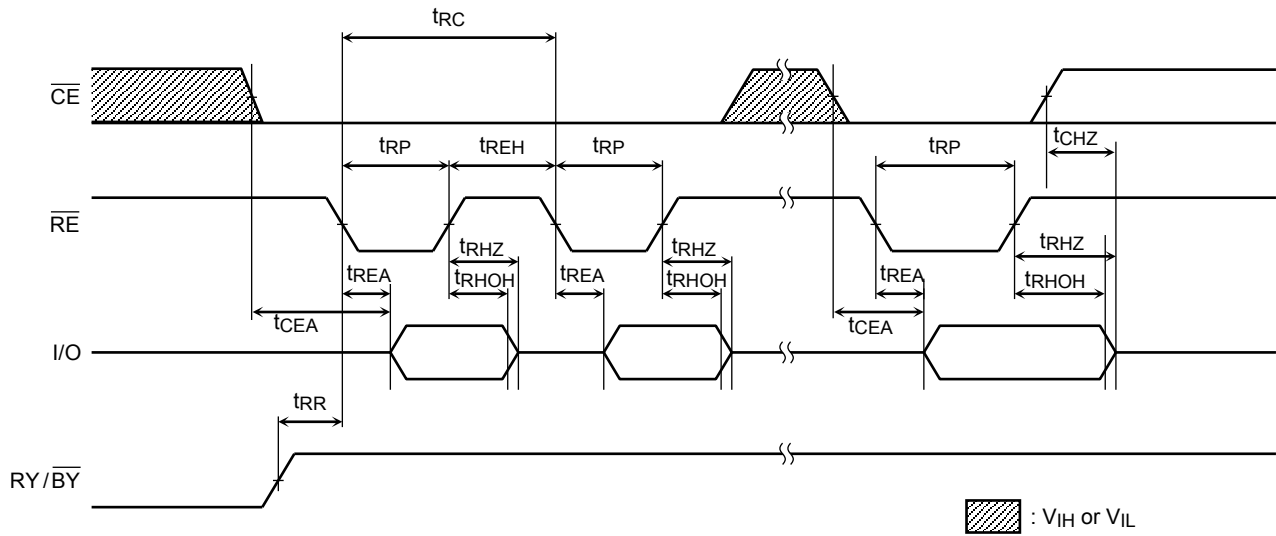 tRC
CE
tCHZ
tRP tREH tRP tRP
RE
tRHZ tRHZ
tREA tRHOH tREA tRHOH tREA tRHOH
tRHZ
tCEA tCEA
I/O
tRR
RY/BY
: VIH or VIL